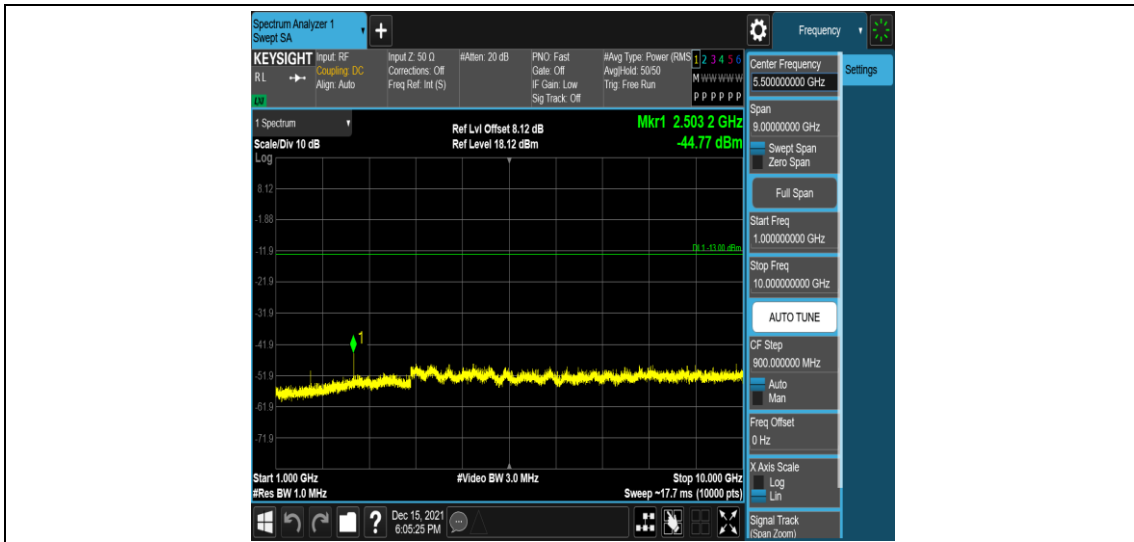 Spectrum Analyzer 1
Swept SA
+
Frequency
KEYSIGHT
RL
LXI
Input: RF
Coupling: DC
Align: Auto
Input Z: 50 Ω
Corrections: Off
Freq Ref: Int (S)
#Atten: 20 dB
PNO: Fast
Gate: Off
IF Gain: Low
Sig Track: Off
#Avg Type: Power (RMS
Avg|Hold: 50/50
Trig: Free Run
1 2 3 4 5 6
M W W W W W
P P P P P P
1 Spectrum
Scale/Div 10 dB
Ref Lvl Offset 8.12 dB
Ref Level 18.12 dBm
Mkr1 2.503 2 GHz
-44.77 dBm
Log
8.12
-1.88
-11.9
DL1 -13.00 dBm
-21.9
-31.9
-41.9
1
-51.9
-61.9
-71.9
Start 1.000 GHz
#Res BW 1.0 MHz
#Video BW 3.0 MHz
Stop 10.000 GHz
Sweep ~17.7 ms (10000 pts)
Dec 15, 2021
6:05:25 PM
?
Center Frequency
5.500000000 GHz
Settings
Span
9.00000000 GHz
Swept Span
Zero Span
Full Span
Start Freq
1.000000000 GHz
Stop Freq
10.000000000 GHz
AUTO TUNE
CF Step
900.000000 MHz
Auto
Man
Freq Offset
0 Hz
X Axis Scale
Log
Lin
Signal Track
(Span Zoom)